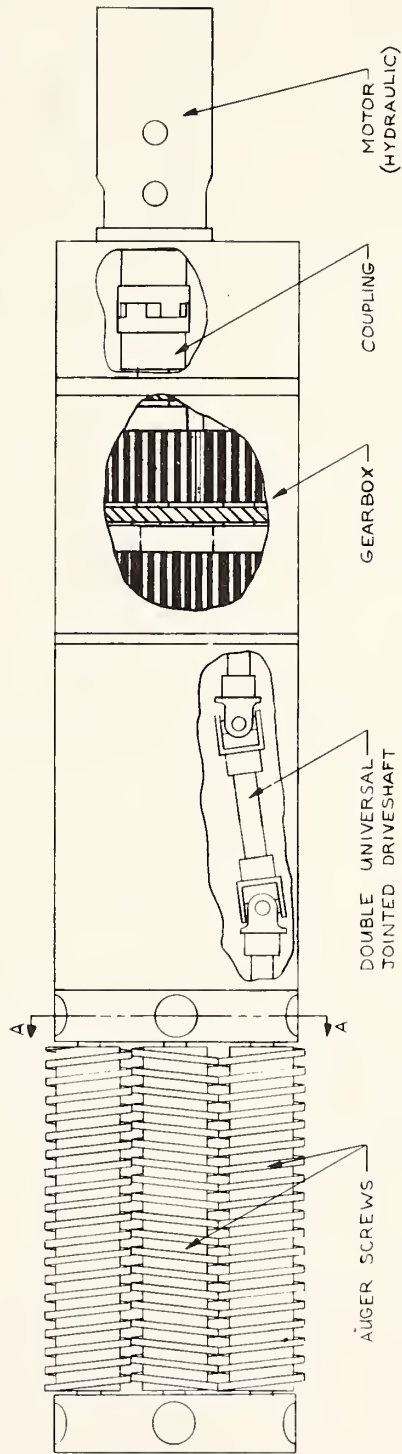 MOTOR
(HYDRAULIC)
COUPLING
GEARBOX
DOUBLE UNIVERSAL
JOINTED DRIVESHAFT
A
A
AUGER SCREWS